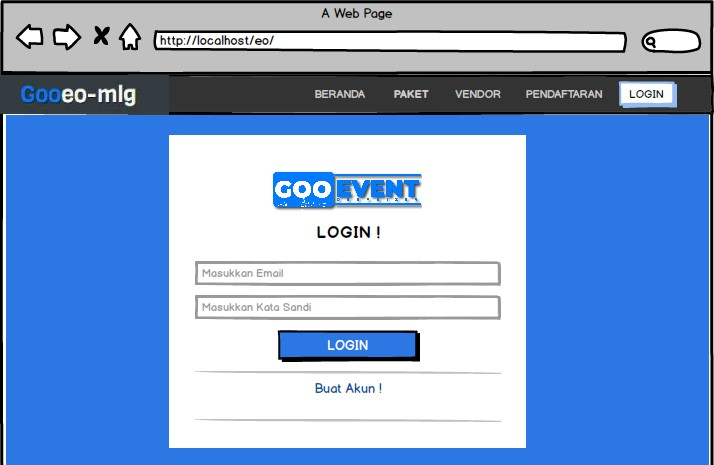 A Web Page
http://localhost/eo/
Gooeo-mlg
BERANDA PAKET VENDOR PENDAFTARAN LOGIN
GOO EVENT
LOGIN !
Masukkan Email
Masukkan Kata Sandi
LOGIN
Buat Akun !